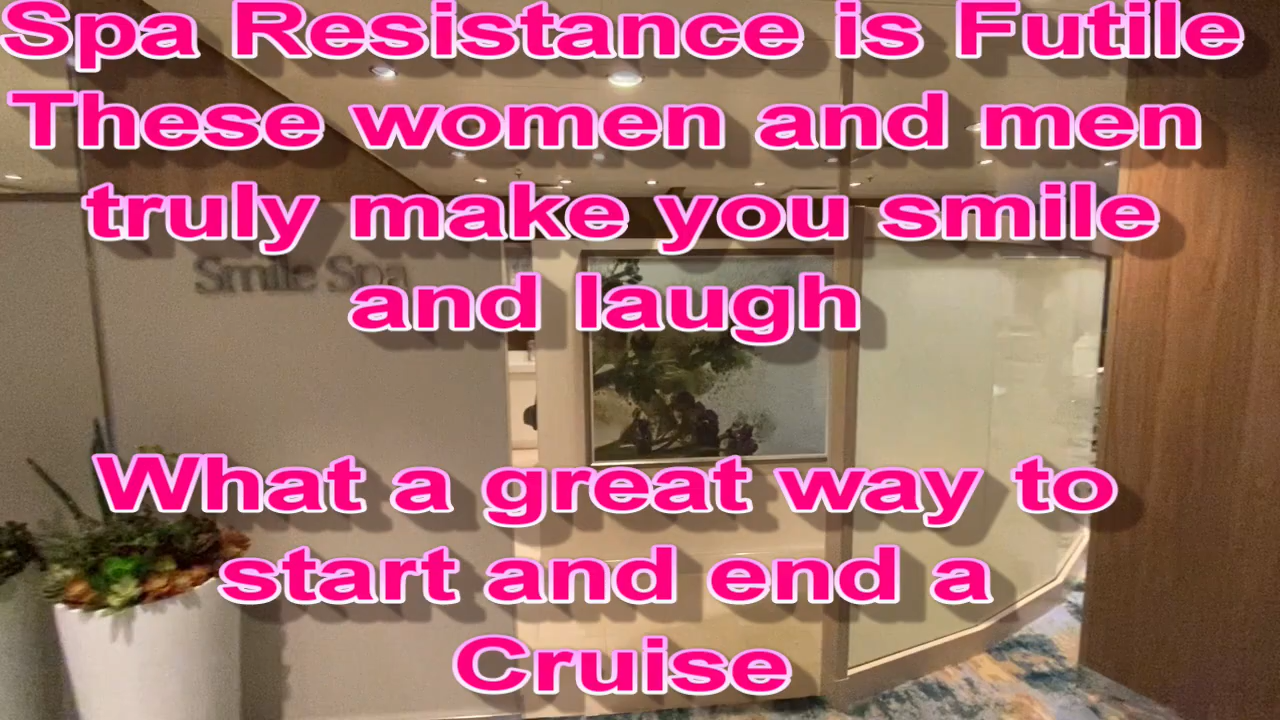 Spa Resistance is Futile
These women and men
truly make you smile
Smile Spa
and laugh
What a great way to
start and end a
Cruise